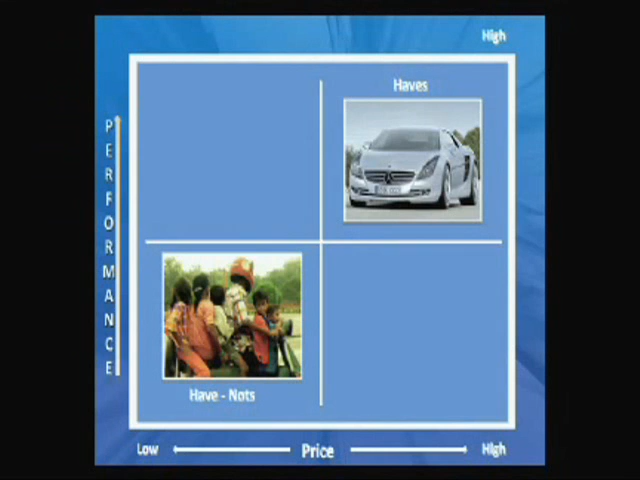 High
Haves
PERFORMANCE
Have - Nots
Low
Price
High